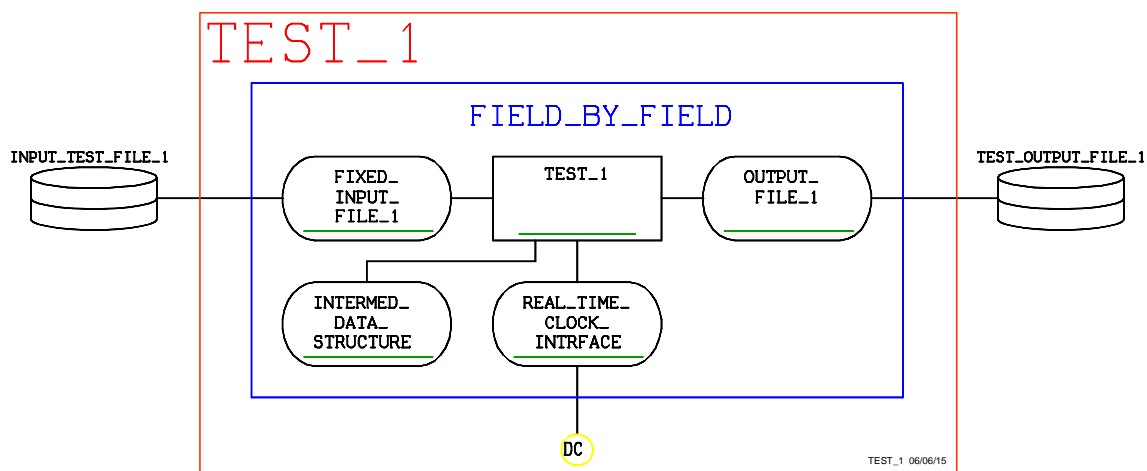 TEST_1
FIELD_BY_FIELD
INPUT_TEST_FILE_1
TEST_OUTPUT_FILE_1
FIXED_
INPUT_
FILE_1
TEST_1
OUTPUT_
FILE_1
INTERMED_
DATA_
STRUCTURE
REAL_TIME_
CLOCK_
INTRFACE
DC
TEST_1 06/06/15